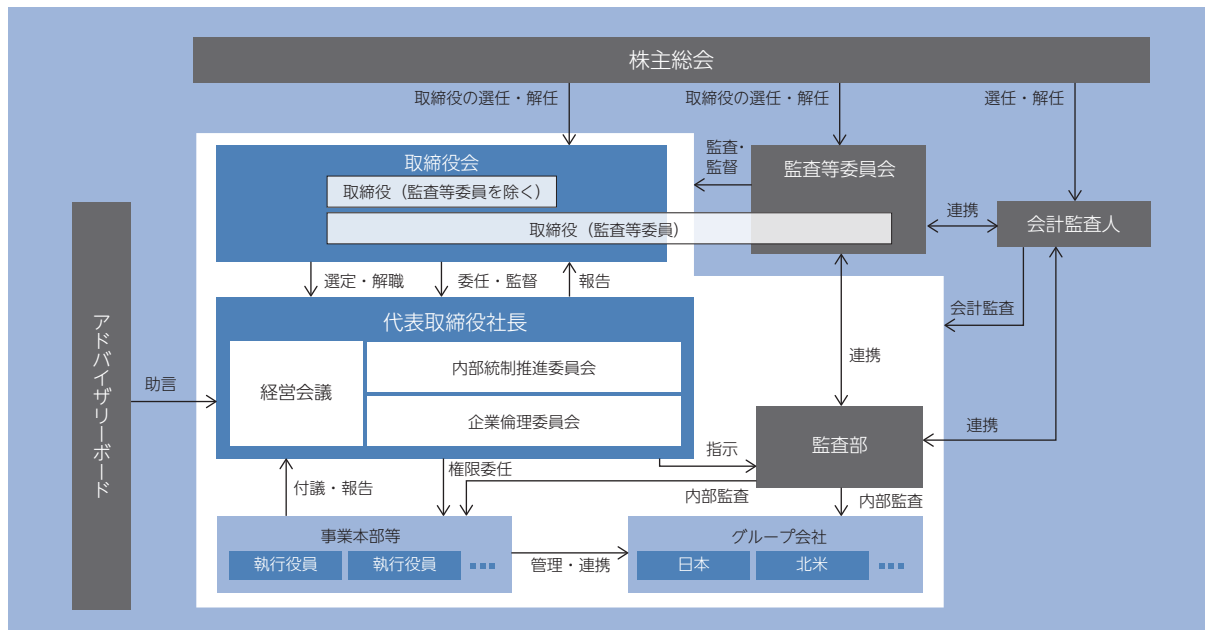 株主総会
取締役の選任・解任
取締役の選任・解任
選任・解任
取締役会
取締役（監査等委員を除く）
取締役（監査等委員）
監査・
監督
監査等委員会
連携
会計監査人
選定・解職
委任・監督
報告
会計監査
アドバイザリーボード
助言
代表取締役社長
経営会議
内部統制推進委員会
企業倫理委員会
連携
監査部
連携
指示
権限委任
付議・報告
内部監査
内部監査
事業本部等
執行役員
執行役員
管理・連携
グループ会社
日本
北米